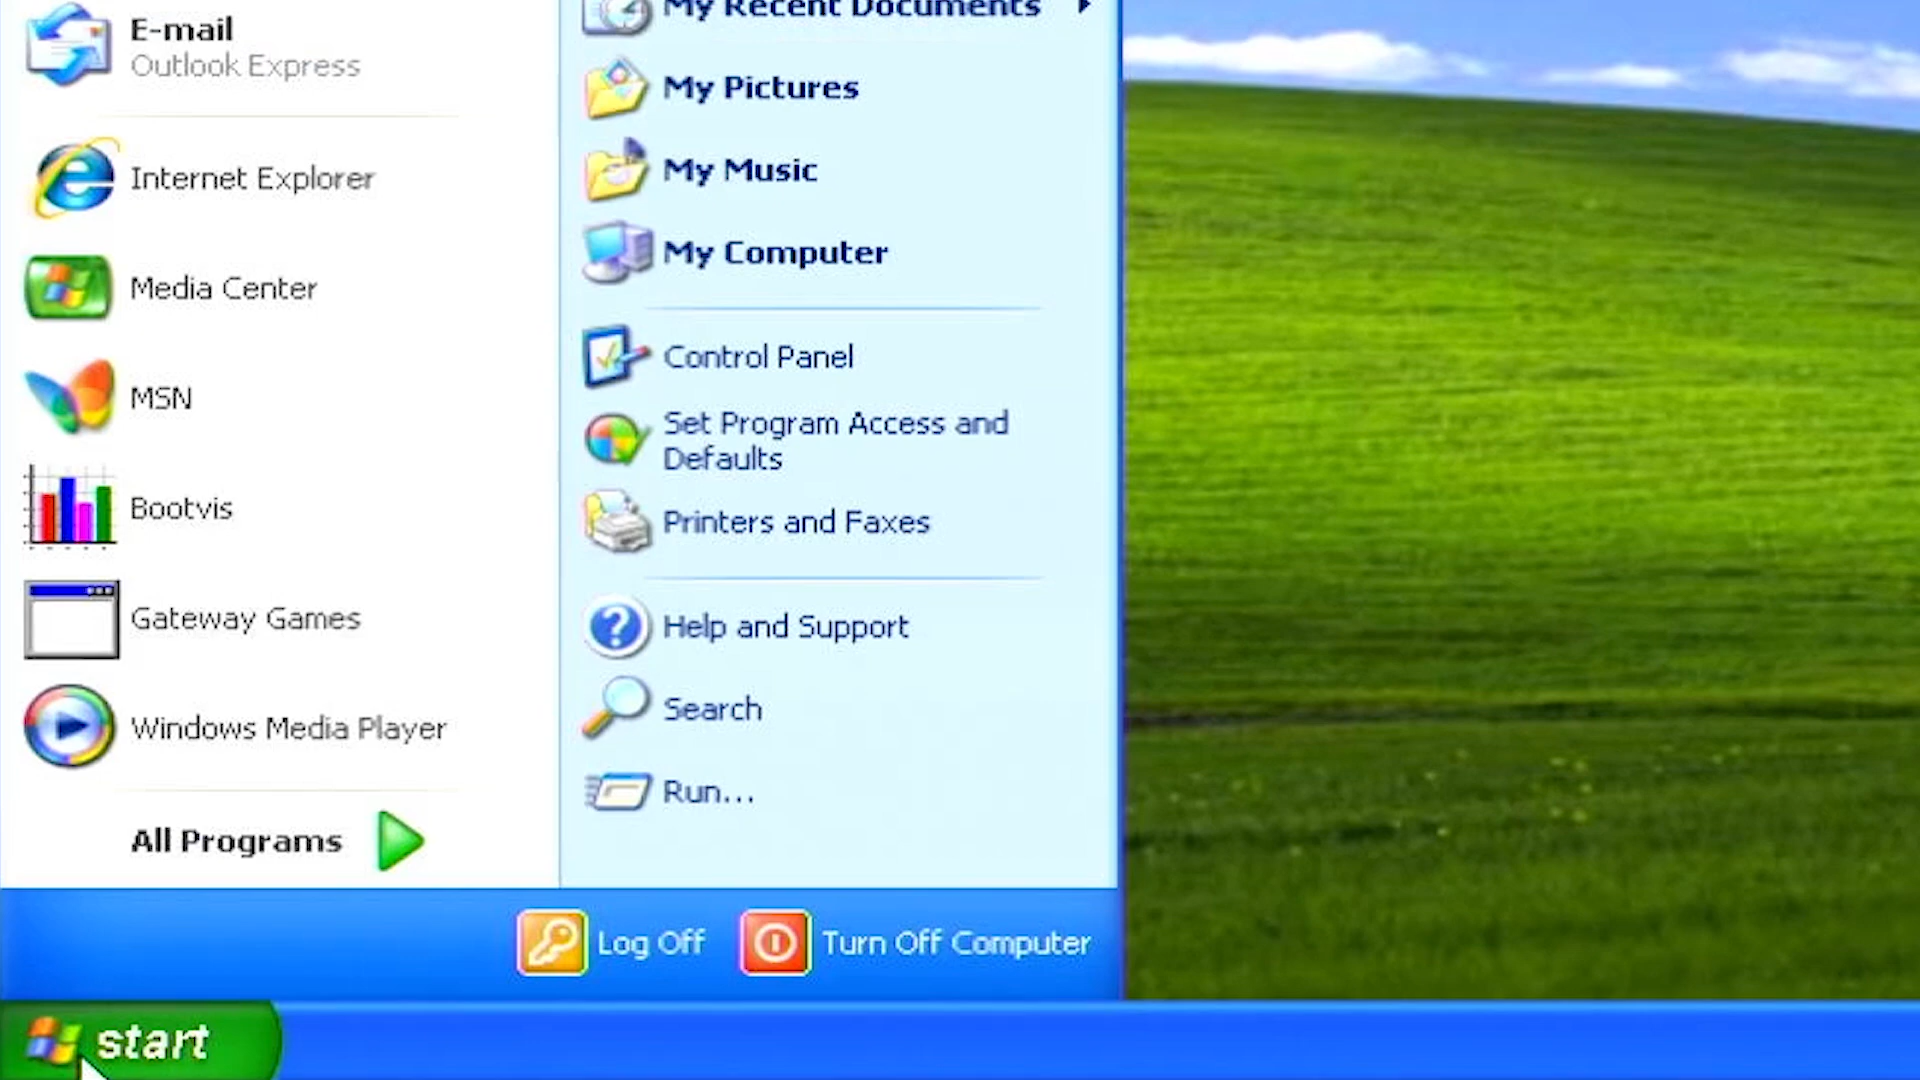 E-mail
Outlook Express
Internet Explorer
Media Center
MSN
Bootvis
Gateway Games
Windows Media Player
All Programs
My Recent Documents
My Pictures
My Music
My Computer
Control Panel
Set Program Access and
Defaults
Printers and Faxes
Help and Support
Search
Run...
Log Off
Turn Off Computer
start